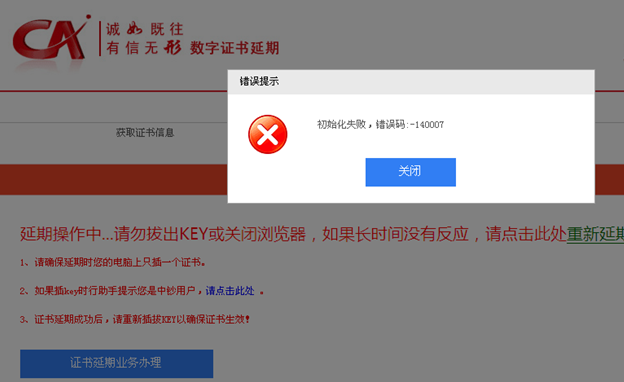 CA
诚如既往
有信无形 数字证书延期
错误提示
初始化失败，错误码:-140007
获取证书信息
关闭
延期操作中...请勿拔出KEY或关闭浏览器，如果长时间没有反应，请点击此处重新延期
1、请确保延期时您的电脑上只插一个证书。
2、如果插key时行助手提示您是中钞用户，请点击此处 。
3、证书延期成功后，请重新插拔KEY以确保证书生效!
证书延期业务办理